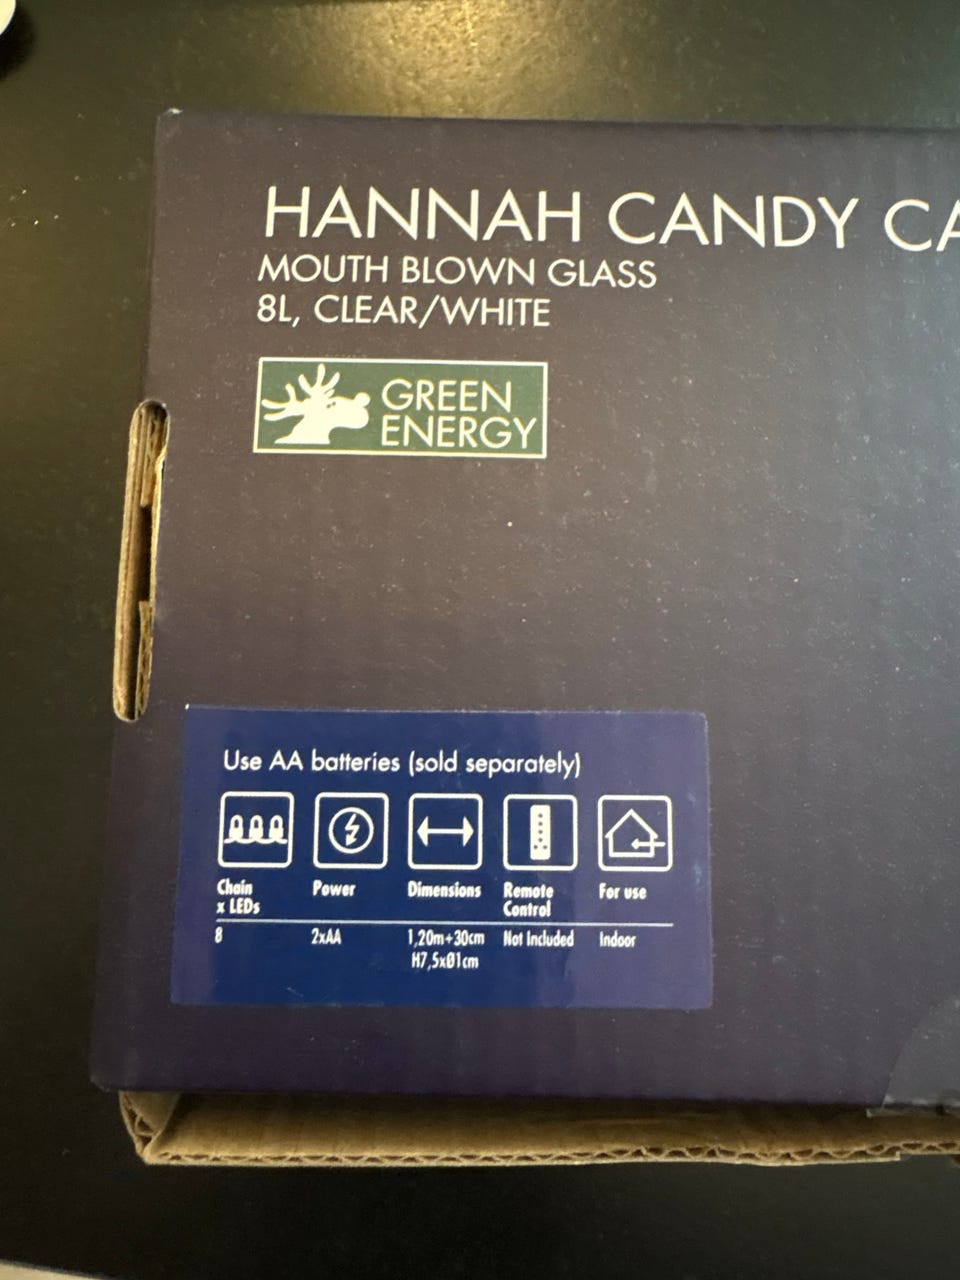 HANNAH CANDY
MOUTH BLOWN GLASS
8L, CLEAR/WHITE
GREEN
ENERGY
Use AA batteries (sold separately)
Chain
x LEDs
Power
Dimensions
Remote
Control
For use
8
2xAA
1,20m+30cm
H7,5xØ1cm
Not Included
Indoor